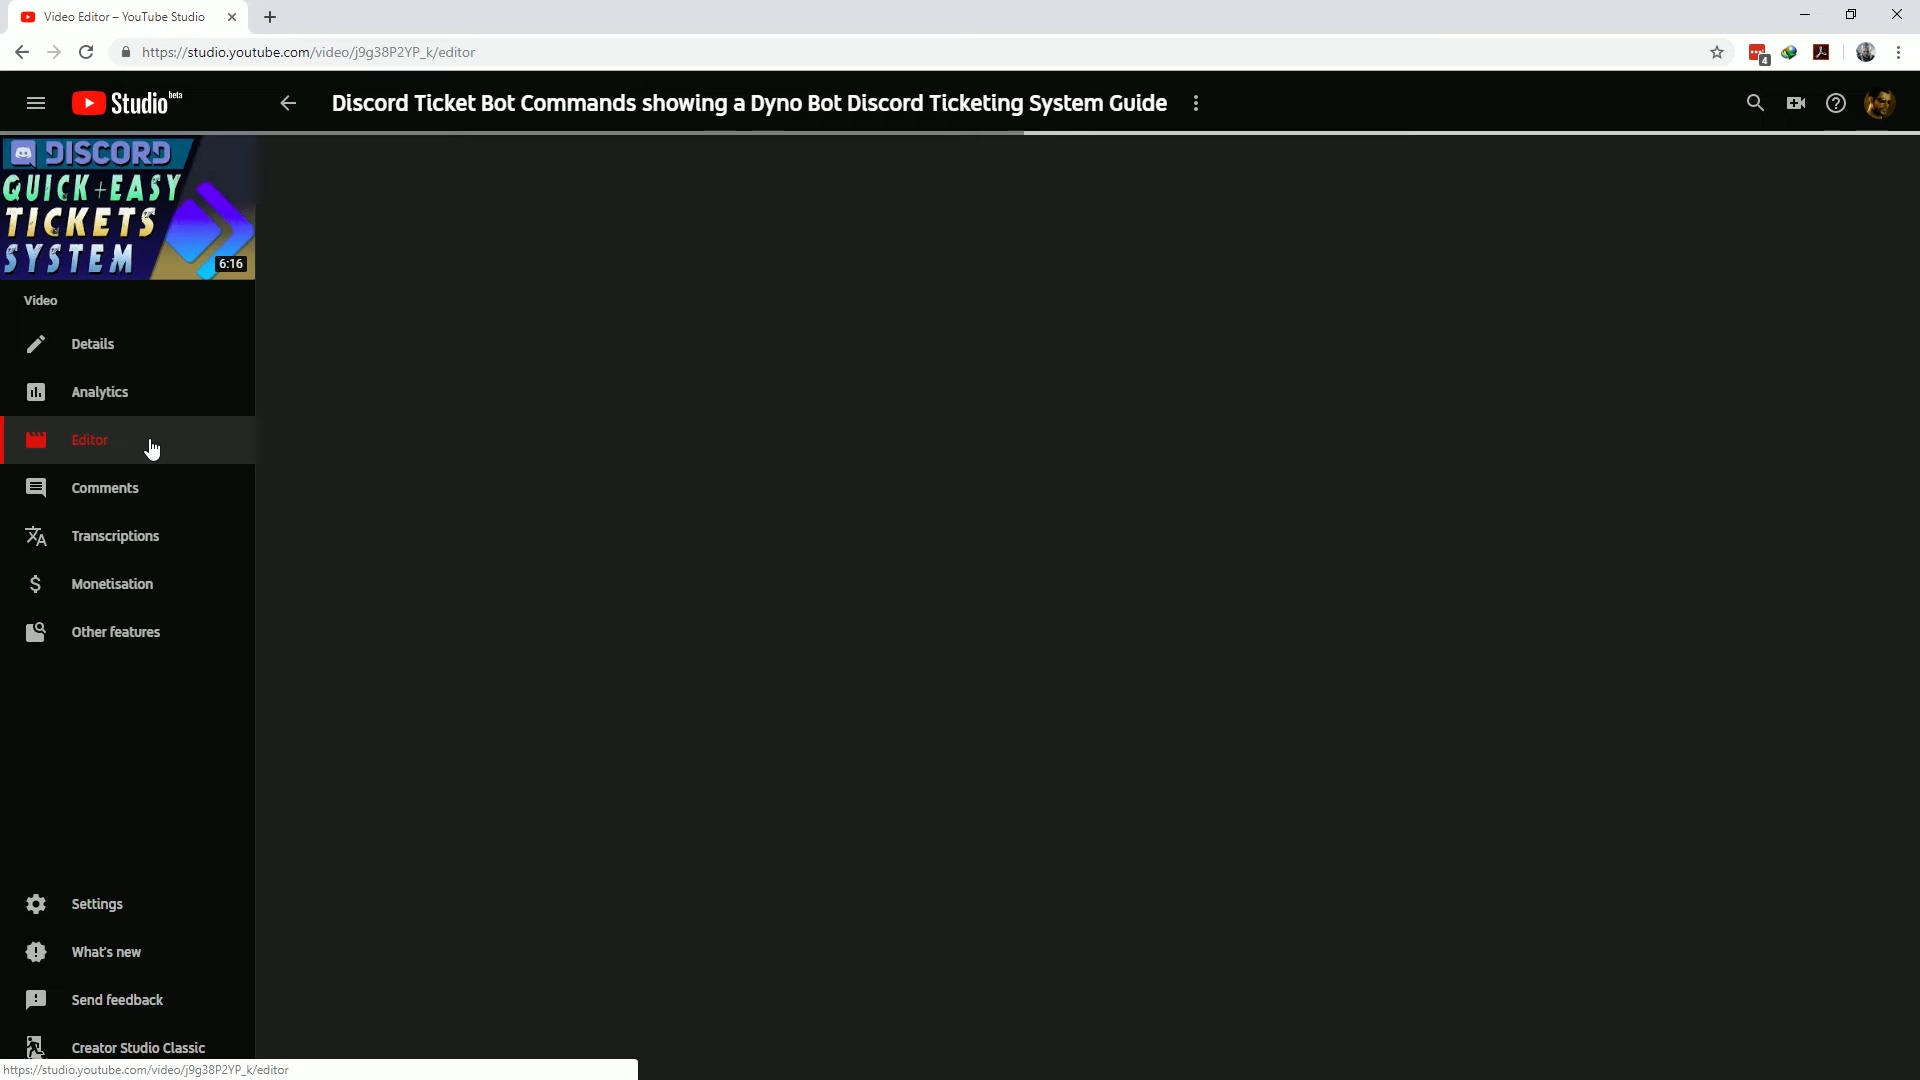 Video Editor – YouTube Studio
https://studio.youtube.com/video/j9g38P2YP_k/editor
4
Studio beta
Discord Ticket Bot Commands showing a Dyno Bot Discord Ticketing System Guide
DISCORD
QUICK+EASY
TICKETS
SYSTEM
6:16
Video
Details
Analytics
Editor
Comments
Transcriptions
Monetisation
Other features
Settings
What's new
Send feedback
Creator Studio Classic
https://studio.youtube.com/video/j9g38P2YP_k/editor